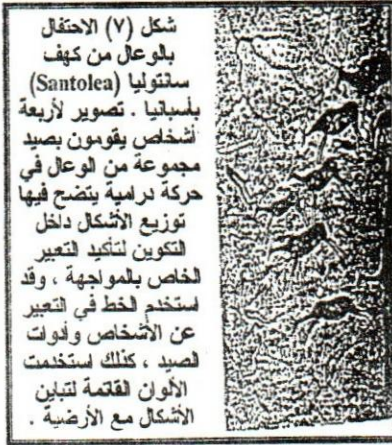 شكل (٧) الاحتفال
بالوعال من كهف
سانتوليا (Santolea)
بأسبانيا . تصوير لأربعة
أشخاص يقومون بصيد
مجموعة من الوعال في
حركة درامية يتضح فيها
توزيع الأشكال داخل
التكوين لتأكيد التعبير
الخاص بالمواجهة ، وقد
استخدم الخط في التعبير
عن الأشخاص وأدوات
الصيد ، كذلك استخدمت
الألوان القاتمة لتباين
الأشكال مع الأرضية .